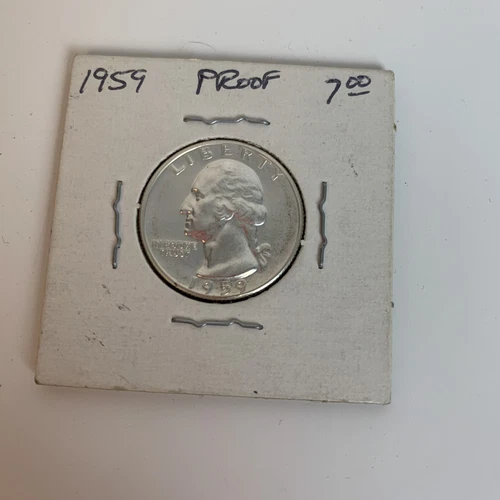 1959 PROOF 7.00
LIBERTY
IN GOD WE
TRUST
1959